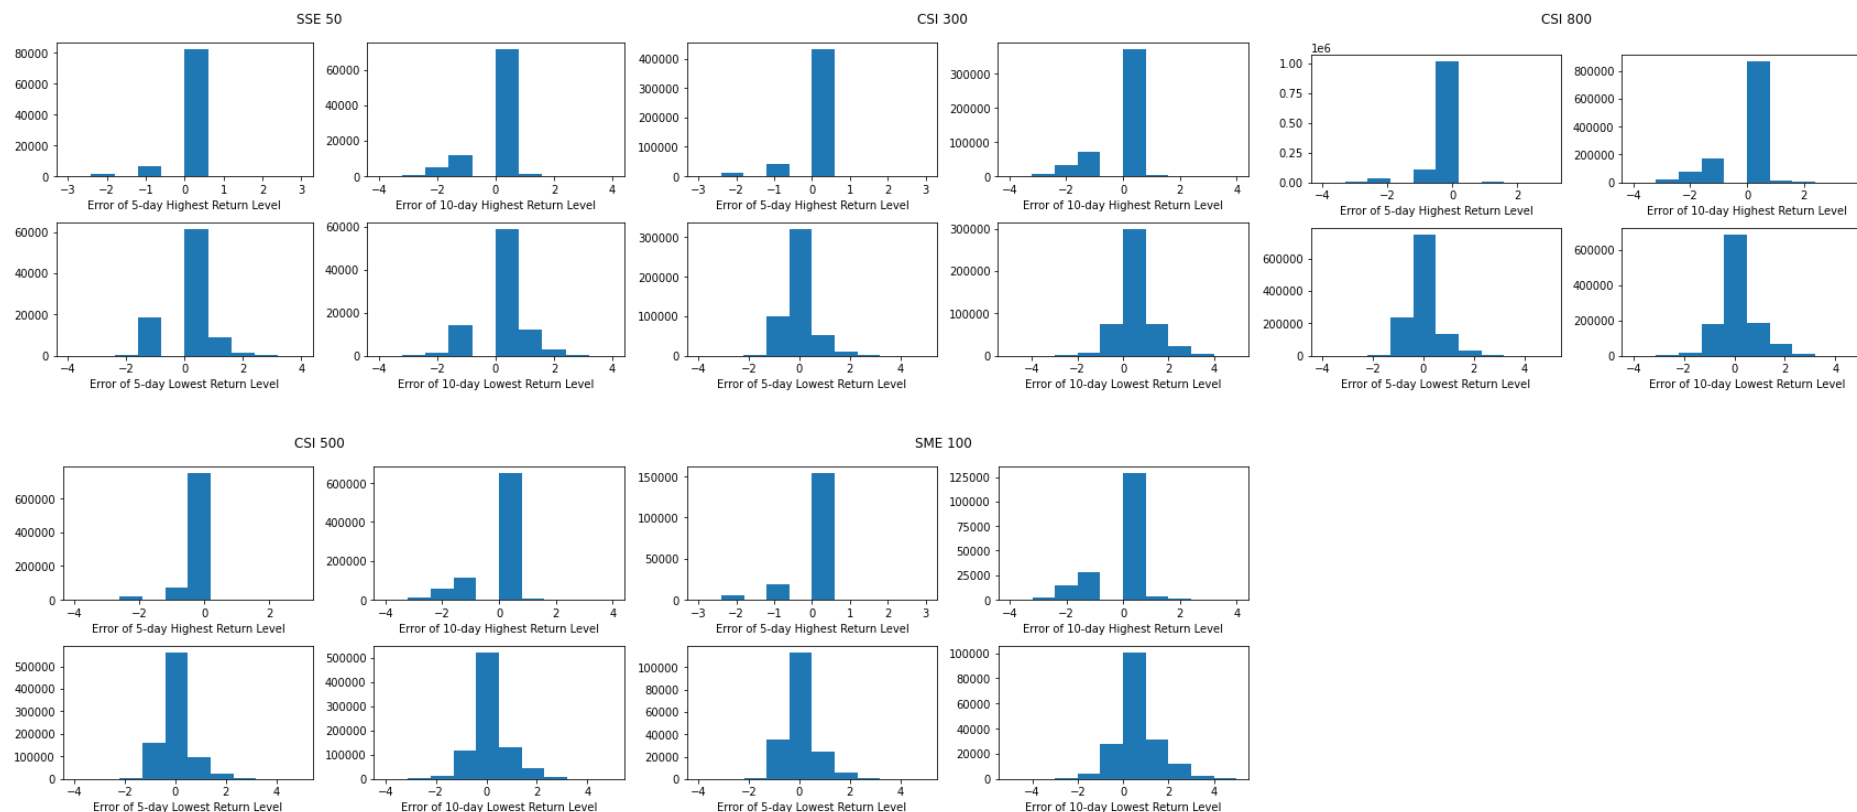 SSE 50
80000
60000
40000
20000
0
−3 −2 −1 0 1 2 3
Error of 5-day Highest Return Level
60000
40000
20000
0
−4 −2 0 2 4
Error of 10-day Highest Return Level
60000
40000
20000
0
−4 −2 0 2 4
Error of 5-day Lowest Return Level
60000
40000
20000
0
−4 −2 0 2 4
Error of 10-day Lowest Return Level
CSI 300
400000
300000
200000
100000
0
−3 −2 −1 0 1 2 3
Error of 5-day Highest Return Level
300000
200000
100000
0
−4 −2 0 2 4
Error of 10-day Highest Return Level
300000
200000
100000
0
−4 −2 0 2 4
Error of 5-day Lowest Return Level
300000
200000
100000
0
−4 −2 0 2 4
Error of 10-day Lowest Return Level
CSI 800
1e6
1.00
0.75
0.50
0.25
0.00
−4 −2 0 2
Error of 5-day Highest Return Level
800000
600000
400000
200000
0
−4 −2 0 2
Error of 10-day Highest Return Level
600000
400000
200000
0
−4 −2 0 2 4
Error of 5-day Lowest Return Level
600000
400000
200000
0
−4 −2 0 2 4
Error of 10-day Lowest Return Level
CSI 500
600000
400000
200000
0
−4 −2 0 2
Error of 5-day Highest Return Level
600000
400000
200000
0
−4 −2 0 2 4
Error of 10-day Highest Return Level
500000
400000
300000
200000
100000
0
−4 −2 0 2 4
Error of 5-day Lowest Return Level
500000
400000
300000
200000
100000
0
−4 −2 0 2 4
Error of 10-day Lowest Return Level
SME 100
150000
100000
50000
0
−3 −2 −1 0 1 2 3
Error of 5-day Highest Return Level
125000
100000
75000
50000
25000
0
−4 −2 0 2 4
Error of 10-day Highest Return Level
100000
80000
60000
40000
20000
0
−4 −2 0 2 4
Error of 5-day Lowest Return Level
100000
80000
60000
40000
20000
0
−4 −2 0 2 4
Error of 10-day Lowest Return Level